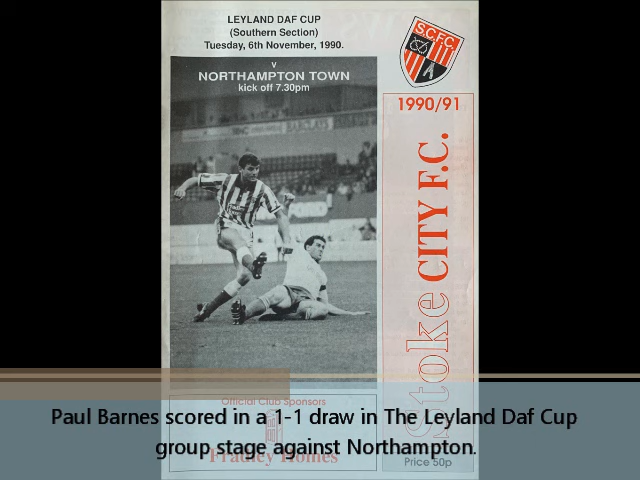 LEYLAND DAF CUP
(Southern Section)
Tuesday, 6th November, 1990.
v
NORTHAMPTON TOWN
kick off 7.30pm
S.C.F.C.
1990/91
Stoke CITY F.C.
BARCLAYS
Official Club Sponsors
Fradley Homes
Price 50p
Paul Barnes scored in a 1-1 draw in The Leyland Daf Cup
group stage against Northampton.